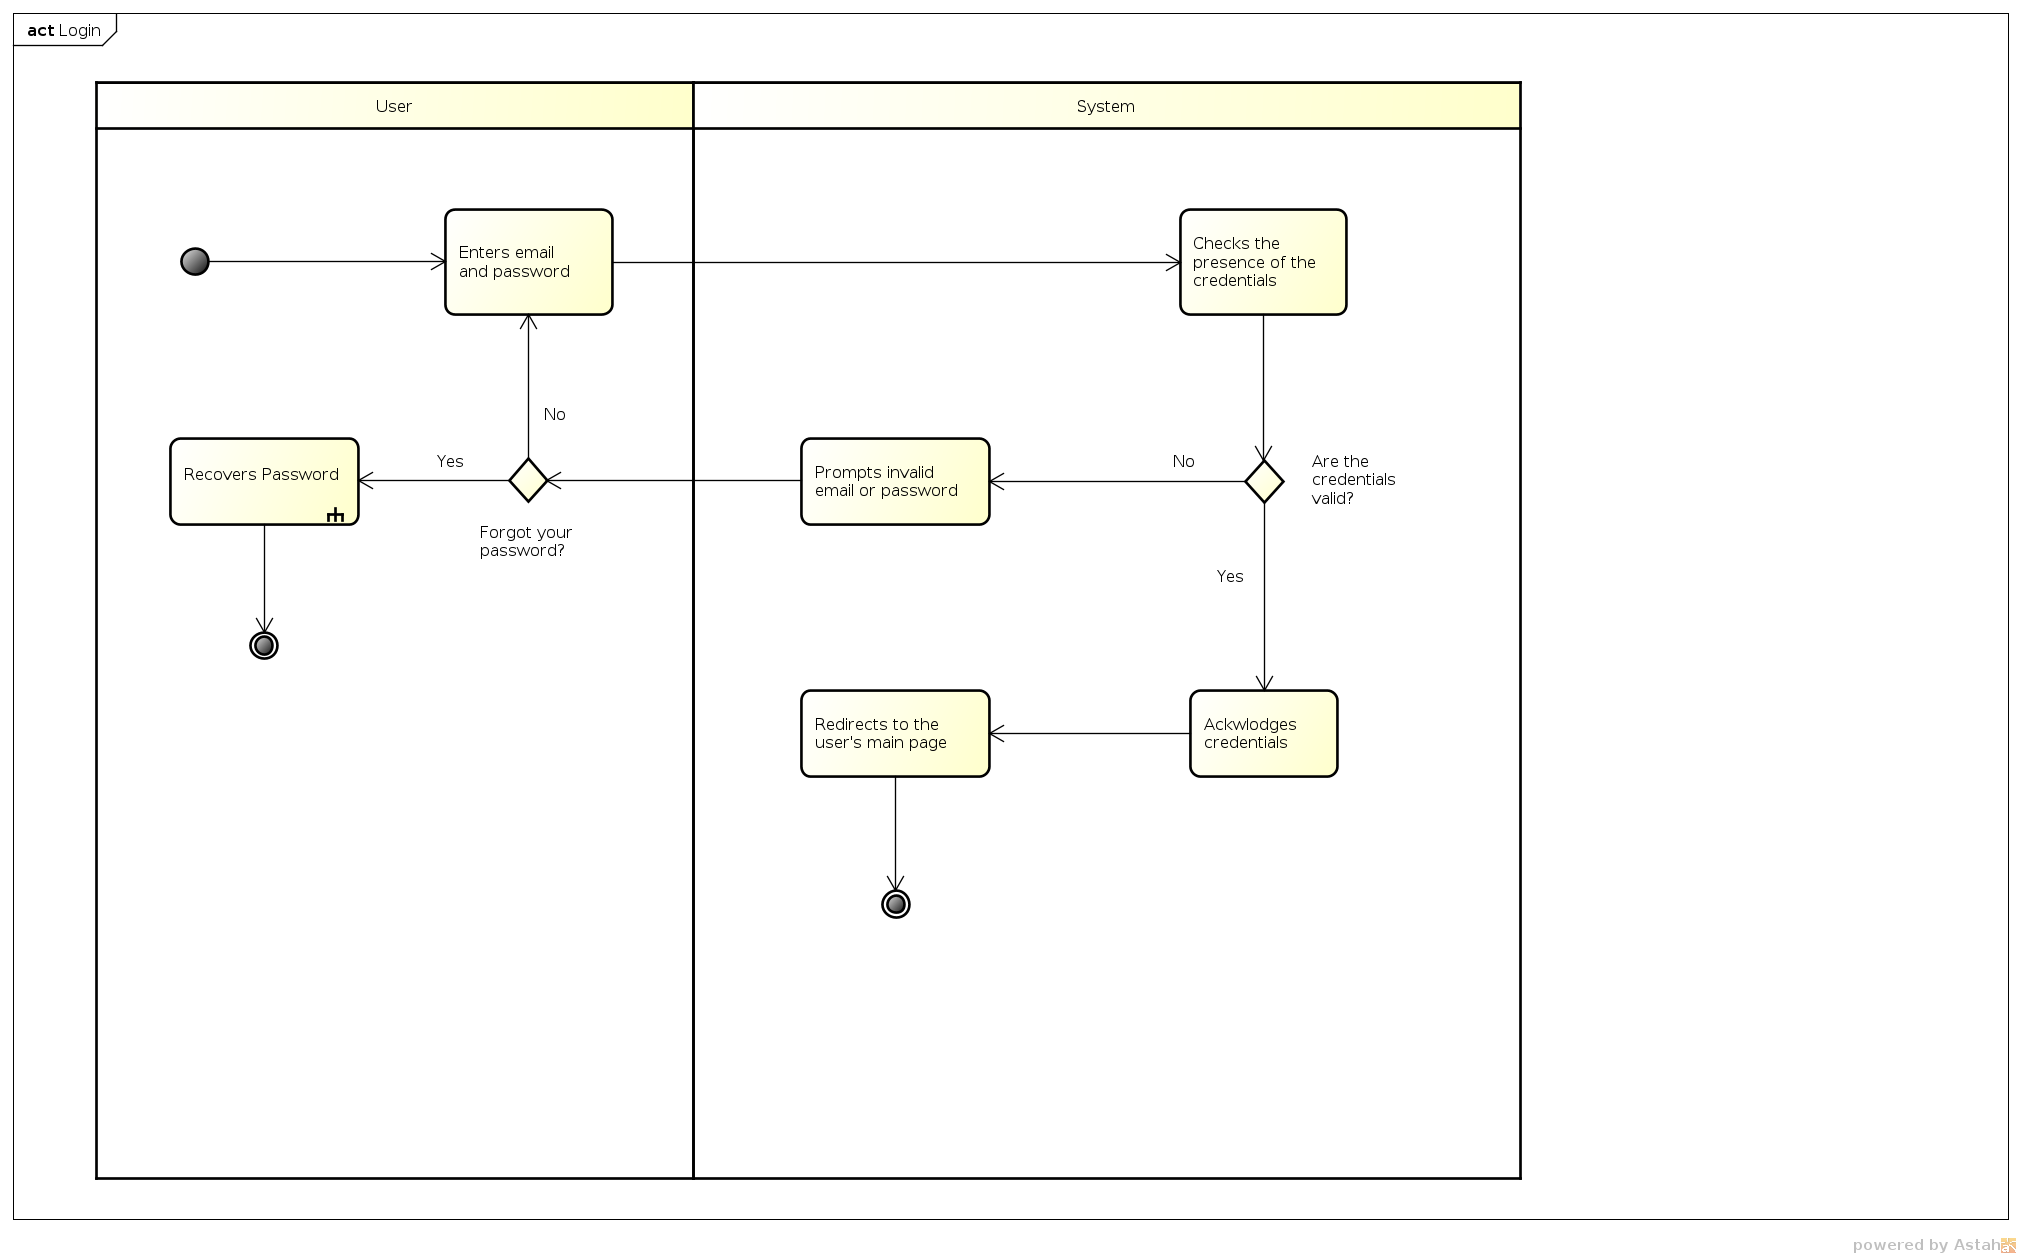 act Login
User
System
Enters email
and password
Checks the
presence of the
credentials
No
Recovers Password
Yes
Forgot your
password?
Prompts invalid
email or password
No
Are the
credentials
valid?
Yes
Redirects to the
user's main page
Ackwlodges
credentials
powered by Astah